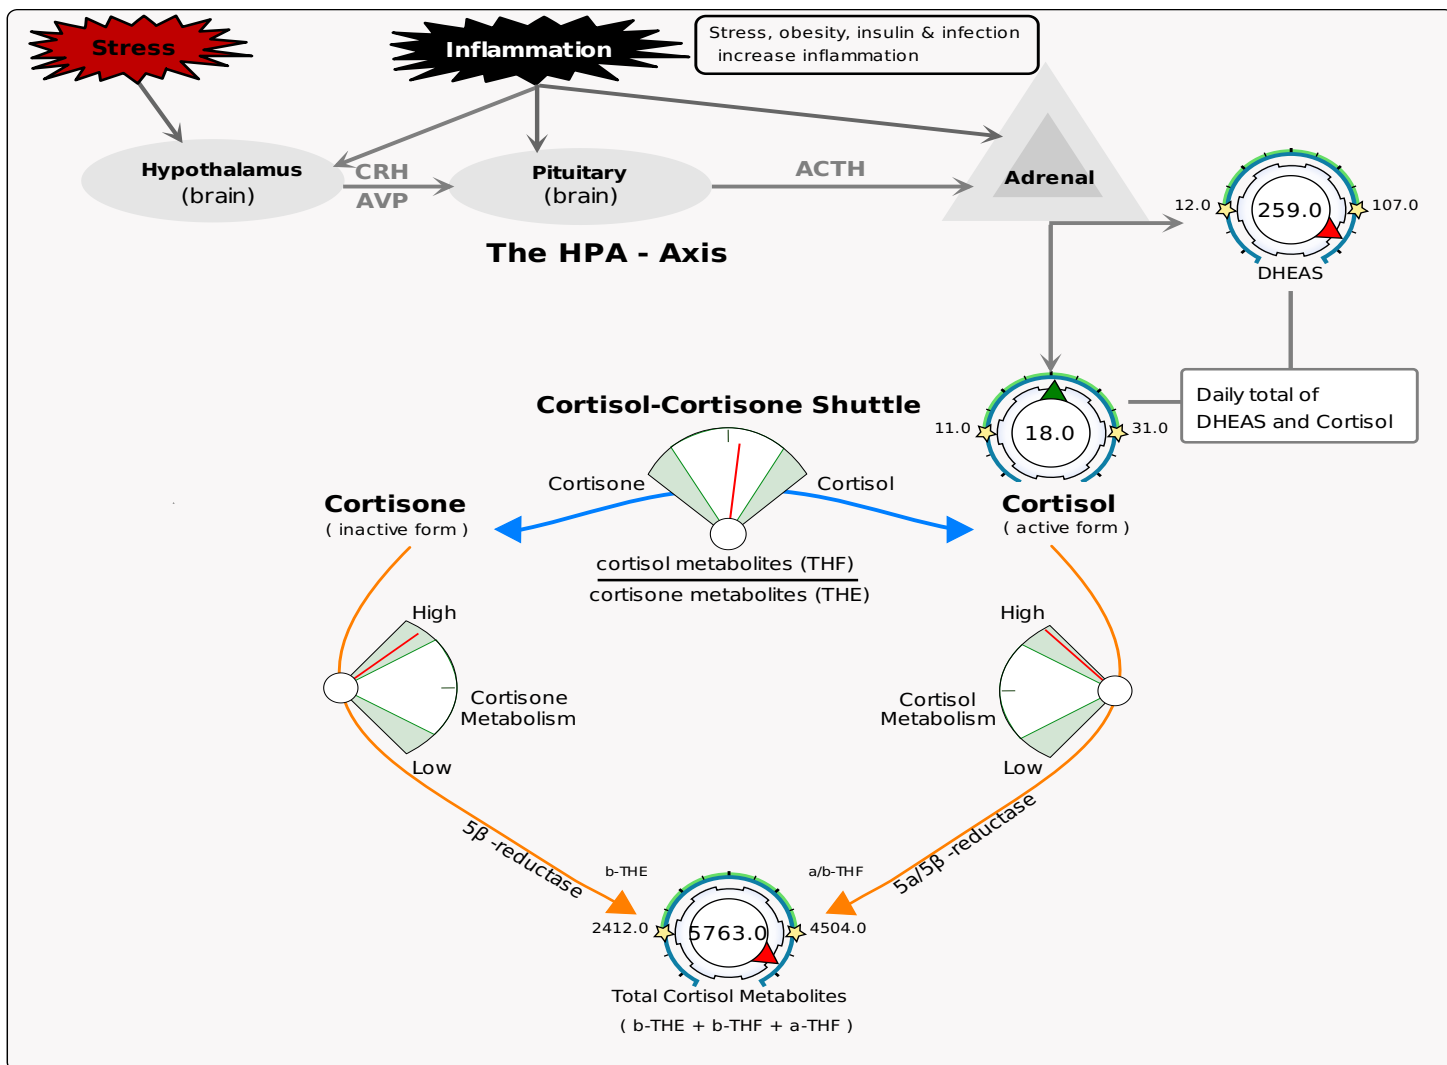 Stress
Inflammation
Stress, obesity, insulin & infection
increase inflammation
Hypothalamus
(brain)
CRH
AVP
Pituitary
(brain)
ACTH
Adrenal
12.0
259.0
107.0
DHEAS
The HPA - Axis
Daily total of
DHEAS and Cortisol
11.0
18.0
31.0
Cortisol-Cortisone Shuttle
Cortisone
Cortisol
Cortisone
( inactive form )
Cortisol
( active form )
cortisol metabolites (THF)
cortisone metabolites (THE)
High
Cortisone
Metabolism
Low
High
Cortisol
Metabolism
Low
5β -reductase
5a/5β -reductase
b-THE
a/b-THF
2412.0
5763.0
4504.0
Total Cortisol Metabolites
( b-THE + b-THF + a-THF )